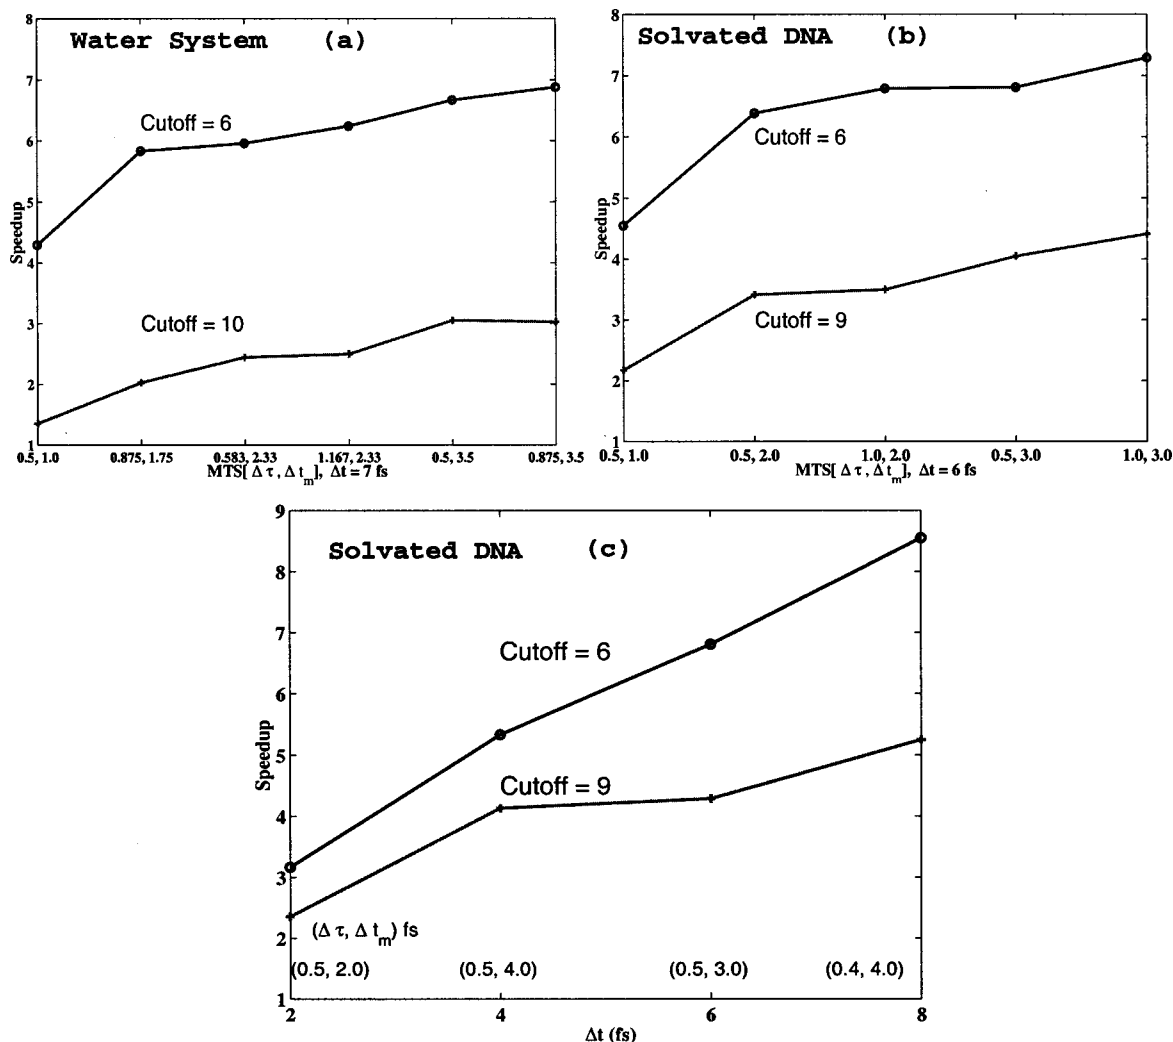 Water System (a)
8
7
6
5
4
3
2
1
Speedup
Cutoff = 6
Cutoff = 10
0.5, 1.0 0.875, 1.75 0.583, 2.33 1.167, 2.33 0.5, 3.5 0.875, 3.5
MTS[ Δ τ , Δ t_m ], Δt = 7 fs
Solvated DNA (b)
8
7
6
5
4
3
2
1
Speedup
Cutoff = 6
Cutoff = 9
0.5, 1.0 0.5, 2.0 1.0, 2.0 0.5, 3.0 1.0, 3.0
MTS[ Δ τ , Δ t_m ], Δt = 6 fs
Solvated DNA (c)
9
8
7
6
5
4
3
2
1
Speedup
Cutoff = 6
Cutoff = 9
(Δ τ, Δ t_m) fs
(0.5, 2.0) (0.5, 4.0) (0.5, 3.0) (0.4, 4.0)
2 4 6 8
Δt (fs)